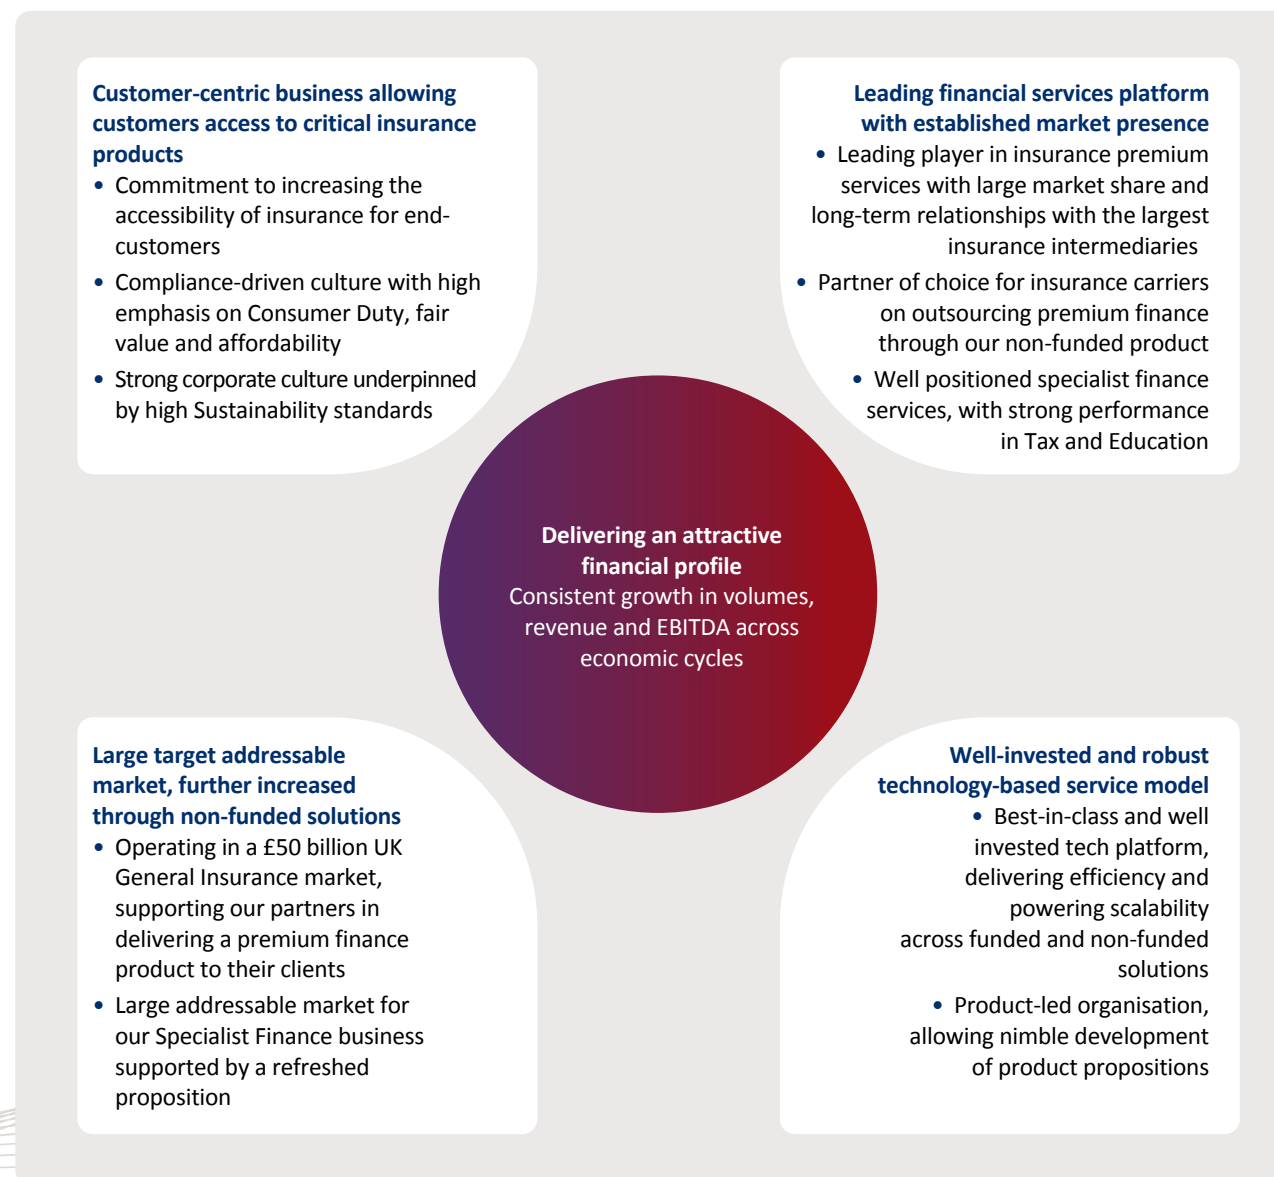 Customer-centric business allowing
customers access to critical insurance
products
• Commitment to increasing the
accessibility of insurance for end-
customers
• Compliance-driven culture with high
emphasis on Consumer Duty, fair
value and affordability
• Strong corporate culture underpinned
by high Sustainability standards
Leading financial services platform
with established market presence
• Leading player in insurance premium
services with large market share and
long-term relationships with the largest
insurance intermediaries
• Partner of choice for insurance carriers
on outsourcing premium finance
through our non-funded product
• Well positioned specialist finance
services, with strong performance
in Tax and Education
Delivering an attractive
financial profile
Consistent growth in volumes,
revenue and EBITDA across
economic cycles
Large target addressable
market, further increased
through non-funded solutions
• Operating in a £50 billion UK
General Insurance market,
supporting our partners in
delivering a premium finance
product to their clients
• Large addressable market for
our Specialist Finance business
supported by a refreshed
proposition
Well-invested and robust
technology-based service model
• Best-in-class and well
invested tech platform,
delivering efficiency and
powering scalability
across funded and non-funded
solutions
• Product-led organisation,
allowing nimble development
of product propositions